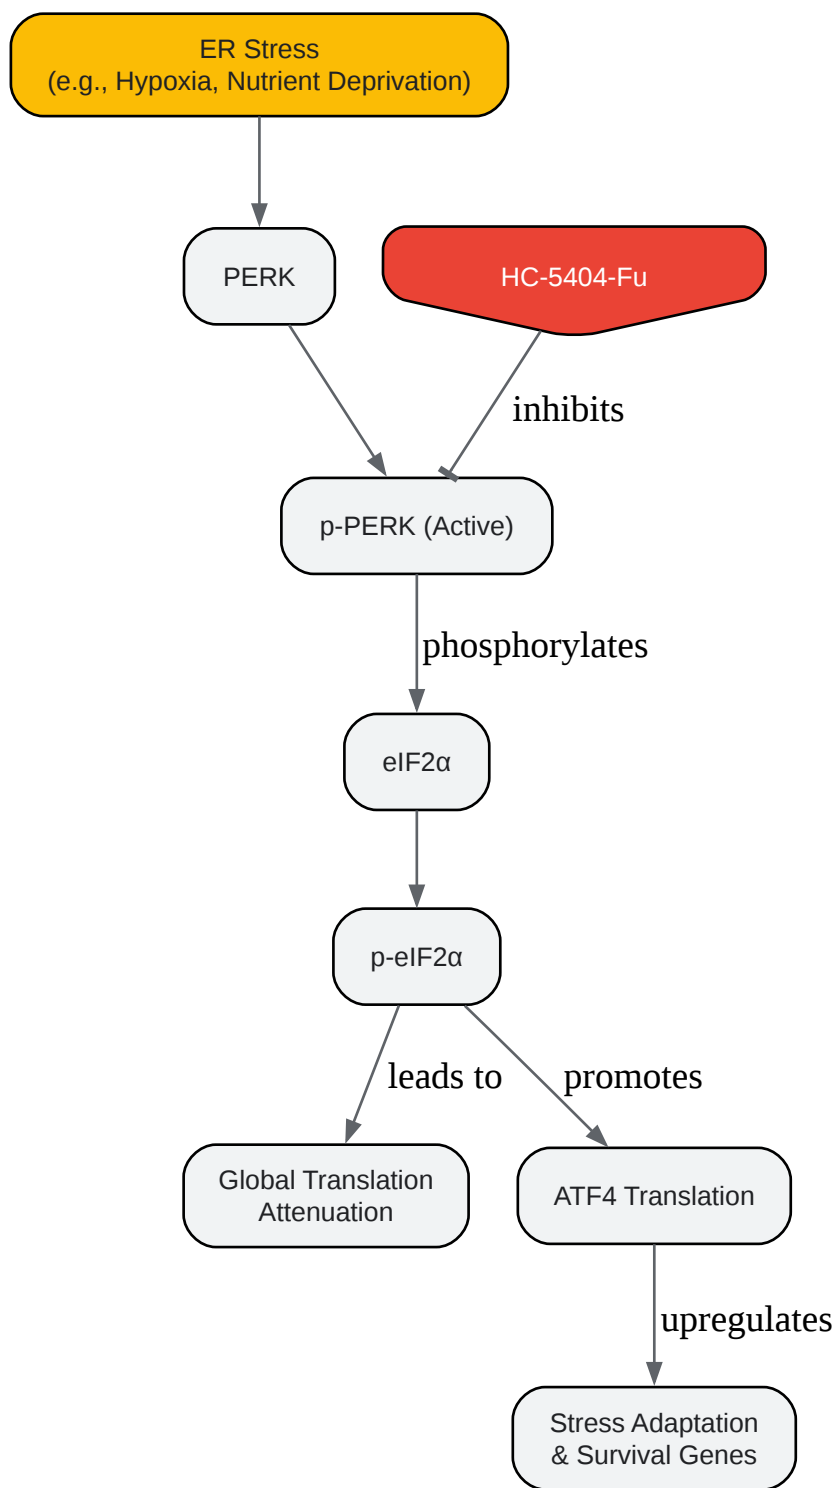 ER Stress
(e.g., Hypoxia, Nutrient Deprivation)
PERK
HC-5404-Fu
inhibits
p-PERK (Active)
phosphorylates
eIF2α
p-eIF2α
leads to
promotes
Global Translation
Attenuation
ATF4 Translation
upregulates
Stress Adaptation
& Survival Genes